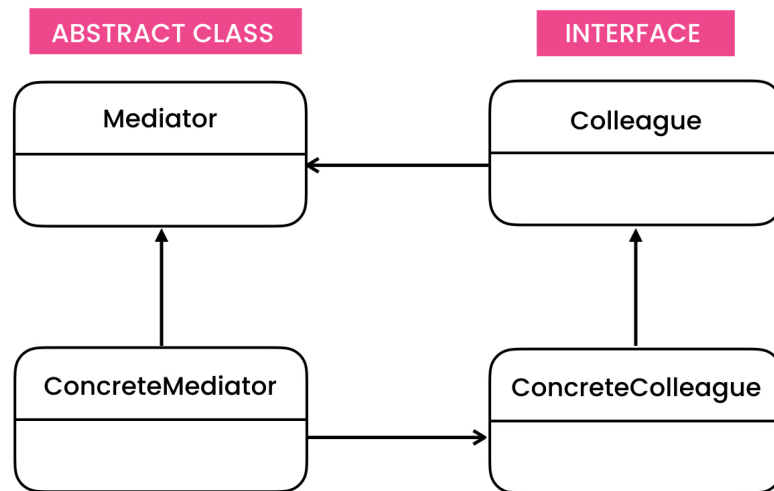 ABSTRACT CLASS
INTERFACE
Mediator
Colleague
ConcreteMediator
ConcreteColleague